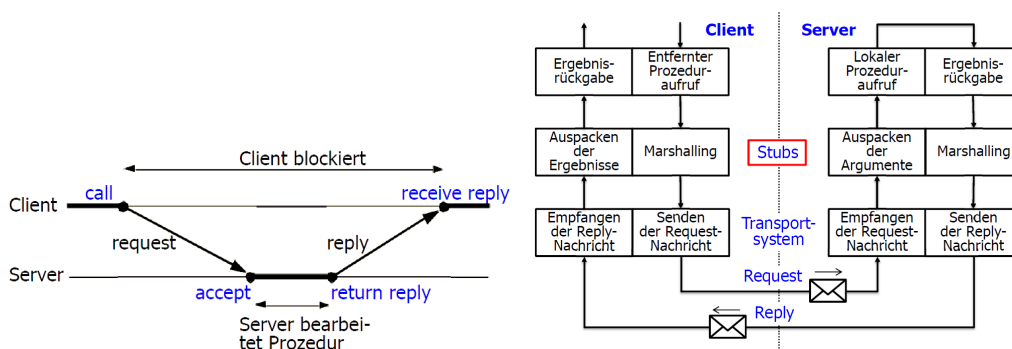 Client blockiert
call
receive reply
Client
request
reply
Server
accept
return reply
Server bearbei-
tet Prozedur
Client
Server
Ergebnis-
rückgabe
Entfernter
Prozedur-
aufruf
Lokaler
Prozedur-
aufruf
Ergebnis-
rückgabe
Auspacken
der
Ergebnisse
Marshalling
Stubs
Auspacken
der
Argumente
Marshalling
Empfangen
der Reply-
Nachricht
Senden
der Request-
Nachricht
Transport-
system
Empfangen
der Request-
Nachricht
Senden
der Reply-
Nachricht
Request
Reply